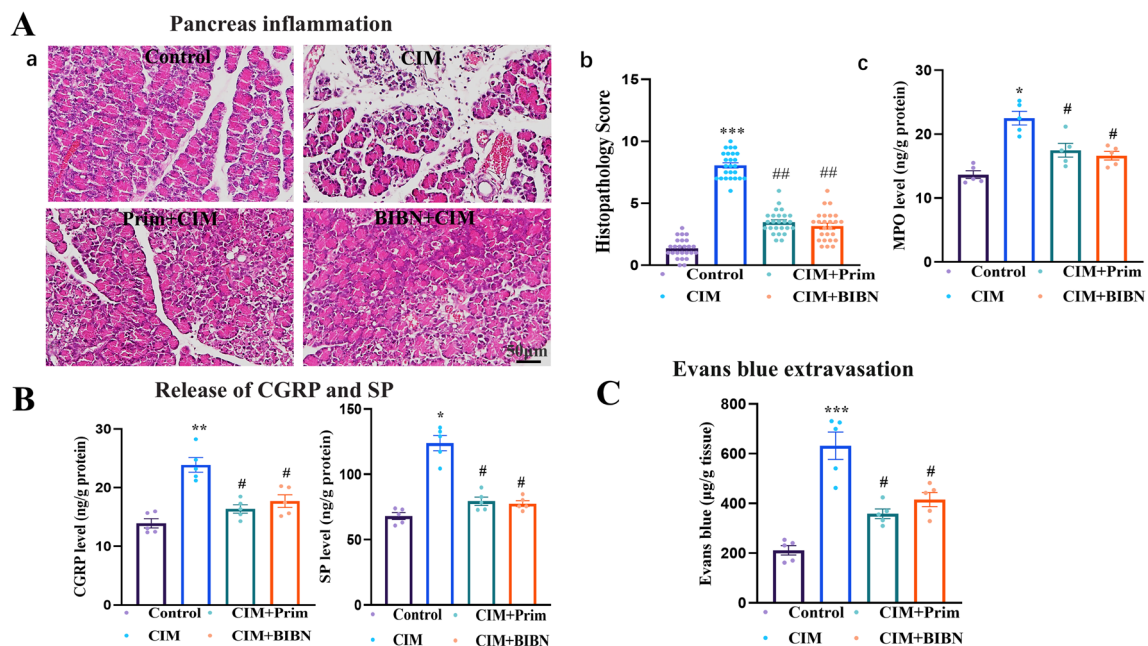 A
Pancreas inflammation
a
Control
CIM
Prim+CIM
BIBN+CIM
50μm
b
Histopathology Score
15
10
5
0
***
##
##
Control
CIM+Prim
CIM
CIM+BIBN
c
MPO level (ng/g protein)
30
20
10
0
*
#
#
Control
CIM+Prim
CIM
CIM+BIBN
B
Release of CGRP and SP
CGRP level (ng/g protein)
36
27
18
9
0
**
#
#
Control
CIM+Prim
CIM
CIM+BIBN
SP level (ng/g protein)
150
100
50
0
*
#
#
Control
CIM+Prim
CIM
CIM+BIBN
C
Evans blue extravasation
Evans blue (μg/g tissue)
800
600
400
200
0
***
#
#
Control
CIM+Prim
CIM
CIM+BIBN